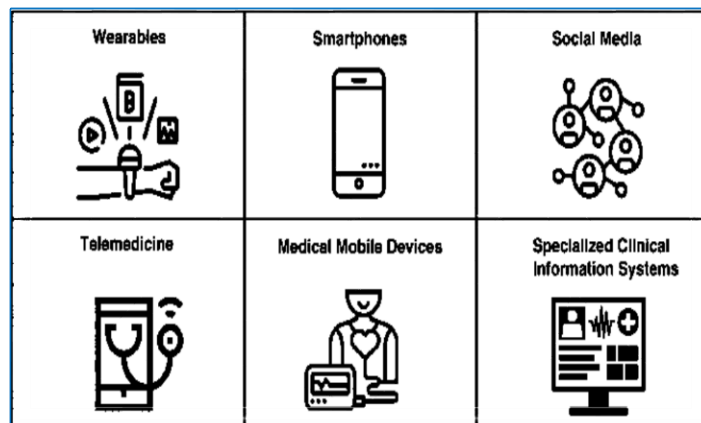 Wearables
Smartphones
Social Media
B
Telemedicine
Medical Mobile Devices
Specialized Clinical
Information Systems